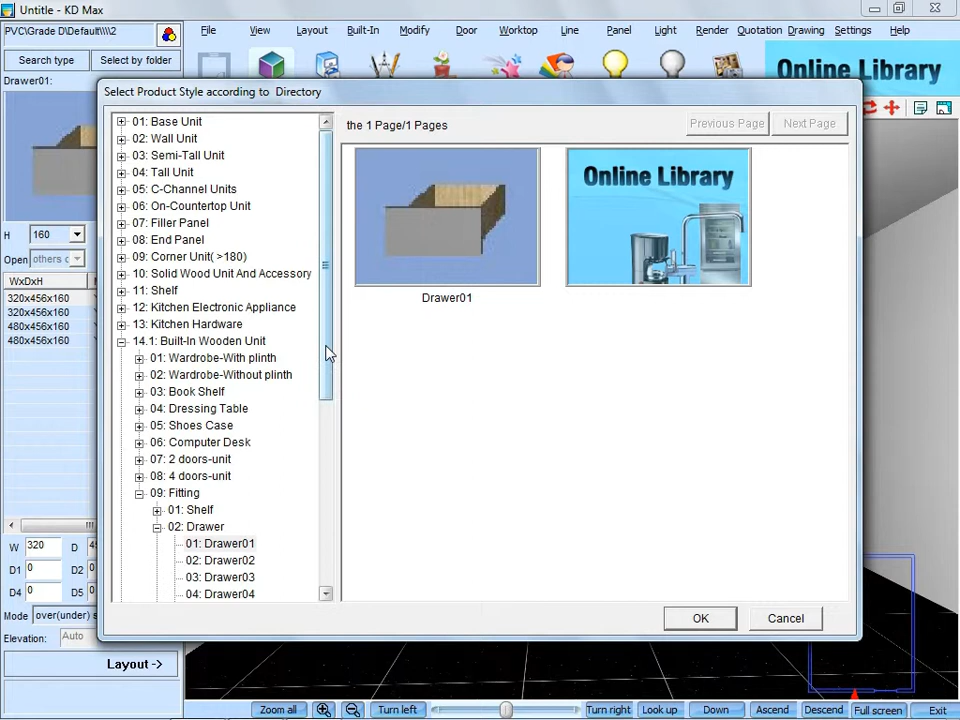 Untitle - KD Max
PVC\Grade D\Default\\\\2
File View Layout Built-In Modify Door Worktop Line Panel Light Render Quotation Drawing Settings Help
Search type Select by folder
Online Library
Drawer01:
Select Product Style according to Directory
01: Base Unit
02: Wall Unit
03: Semi-Tall Unit
04: Tall Unit
05: C-Channel Units
06: On-Countertop Unit
07: Filler Panel
08: End Panel
09: Corner Unit( >180)
10: Solid Wood Unit And Accessory
11: Shelf
12: Kitchen Electronic Appliance
13: Kitchen Hardware
14.1: Built-In Wooden Unit
01: Wardrobe-With plinth
02: Wardrobe-Without plinth
03: Book Shelf
04: Dressing Table
05: Shoes Case
06: Computer Desk
07: 2 doors-unit
08: 4 doors-unit
09: Fitting
01: Shelf
02: Drawer
01: Drawer01
02: Drawer02
03: Drawer03
04: Drawer04
the 1 Page/1 Pages
Previous Page Next Page
Online Library
Drawer01
OK Cancel
H 160
Open others
WxDxH
320x456x160
320x456x160
480x456x160
480x456x160
W 320 D
D1 0 D2
D4 0 D5
Mode over(under) s
Elevation: Auto
Layout ->
Zoom all Turn left Turn right Look up Down Ascend Descend Full screen Exit